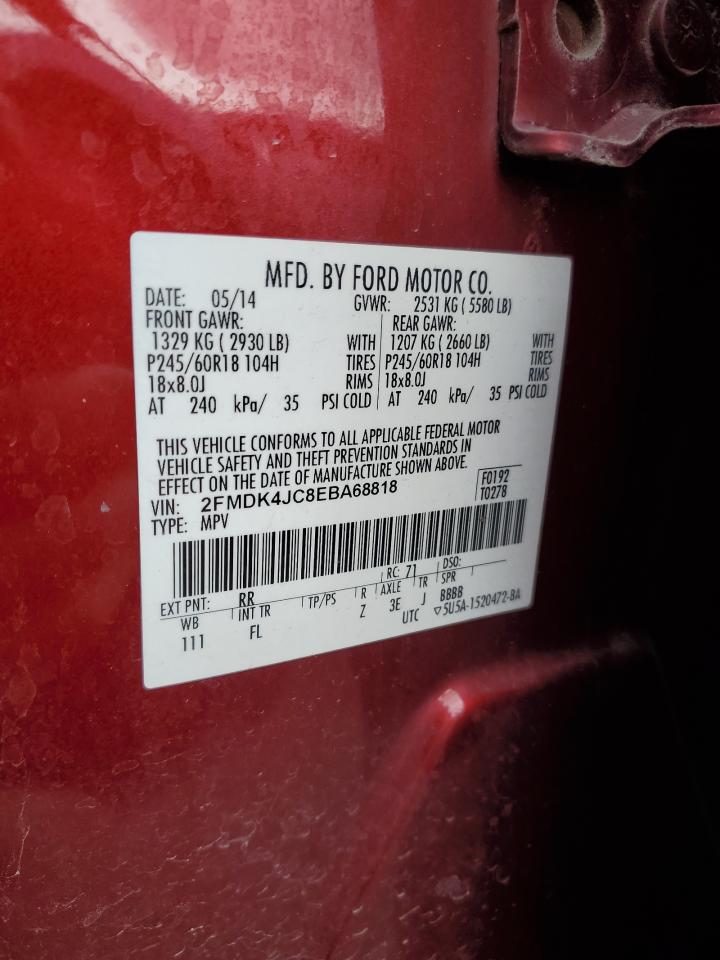 MFD. BY FORD MOTOR CO.
DATE: 05/14 GVWR: 2531 KG ( 5580 LB)
FRONT GAWR: REAR GAWR:
1329 KG ( 2930 LB) WITH 1207 KG ( 2660 LB) WITH
P245/60R18 104H TIRES P245/60R18 104H TIRES
18x8.0J RIMS 18x8.0J RIMS
AT 240 kPa/ 35 PSI COLD AT 240 kPa/ 35 PSI COLD
THIS VEHICLE CONFORMS TO ALL APPLICABLE FEDERAL MOTOR
VEHICLE SAFETY AND THEFT PREVENTION STANDARDS IN
EFFECT ON THE DATE OF MANUFACTURE SHOWN ABOVE.
VIN: 2FMDK4JC8EBA68818 F0192
TYPE: MPV T0278
EXT PNT: RR RC: 71 DSO:
WB INT TR TP/PS R AXLE TR SPR
111 FL Z 3E J BBBB
UTC ▽5U5A-1520472-BA